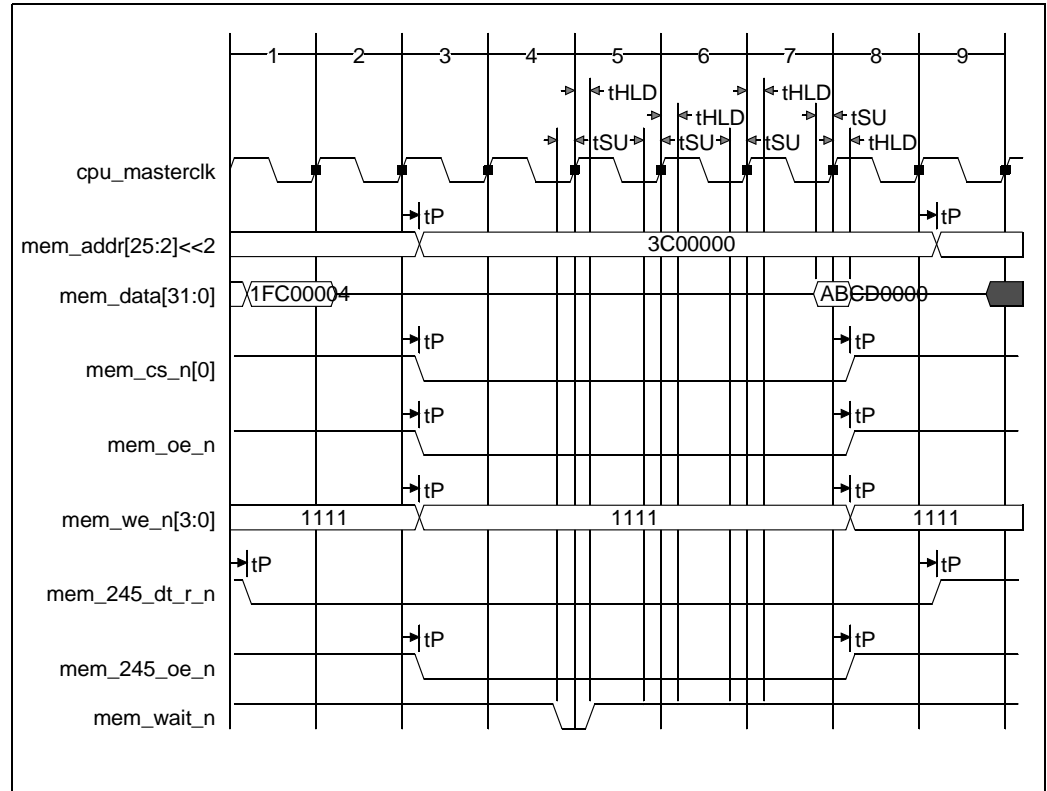 1 2 3 4 5 6 7 8 9
tHLD tHLD
tHLD tSU
tSU tSU tSU tHLD
cpu_masterclk
tP tP
mem_addr[25:2]<<2 3C00000
mem_data[31:0] 1FC00004 ABCD0000
tP tP
mem_cs_n[0]
tP tP
mem_oe_n
tP tP
mem_we_n[3:0] 1111 1111 1111
tP tP
mem_245_dt_r_n
tP tP
mem_245_oe_n
mem_wait_n